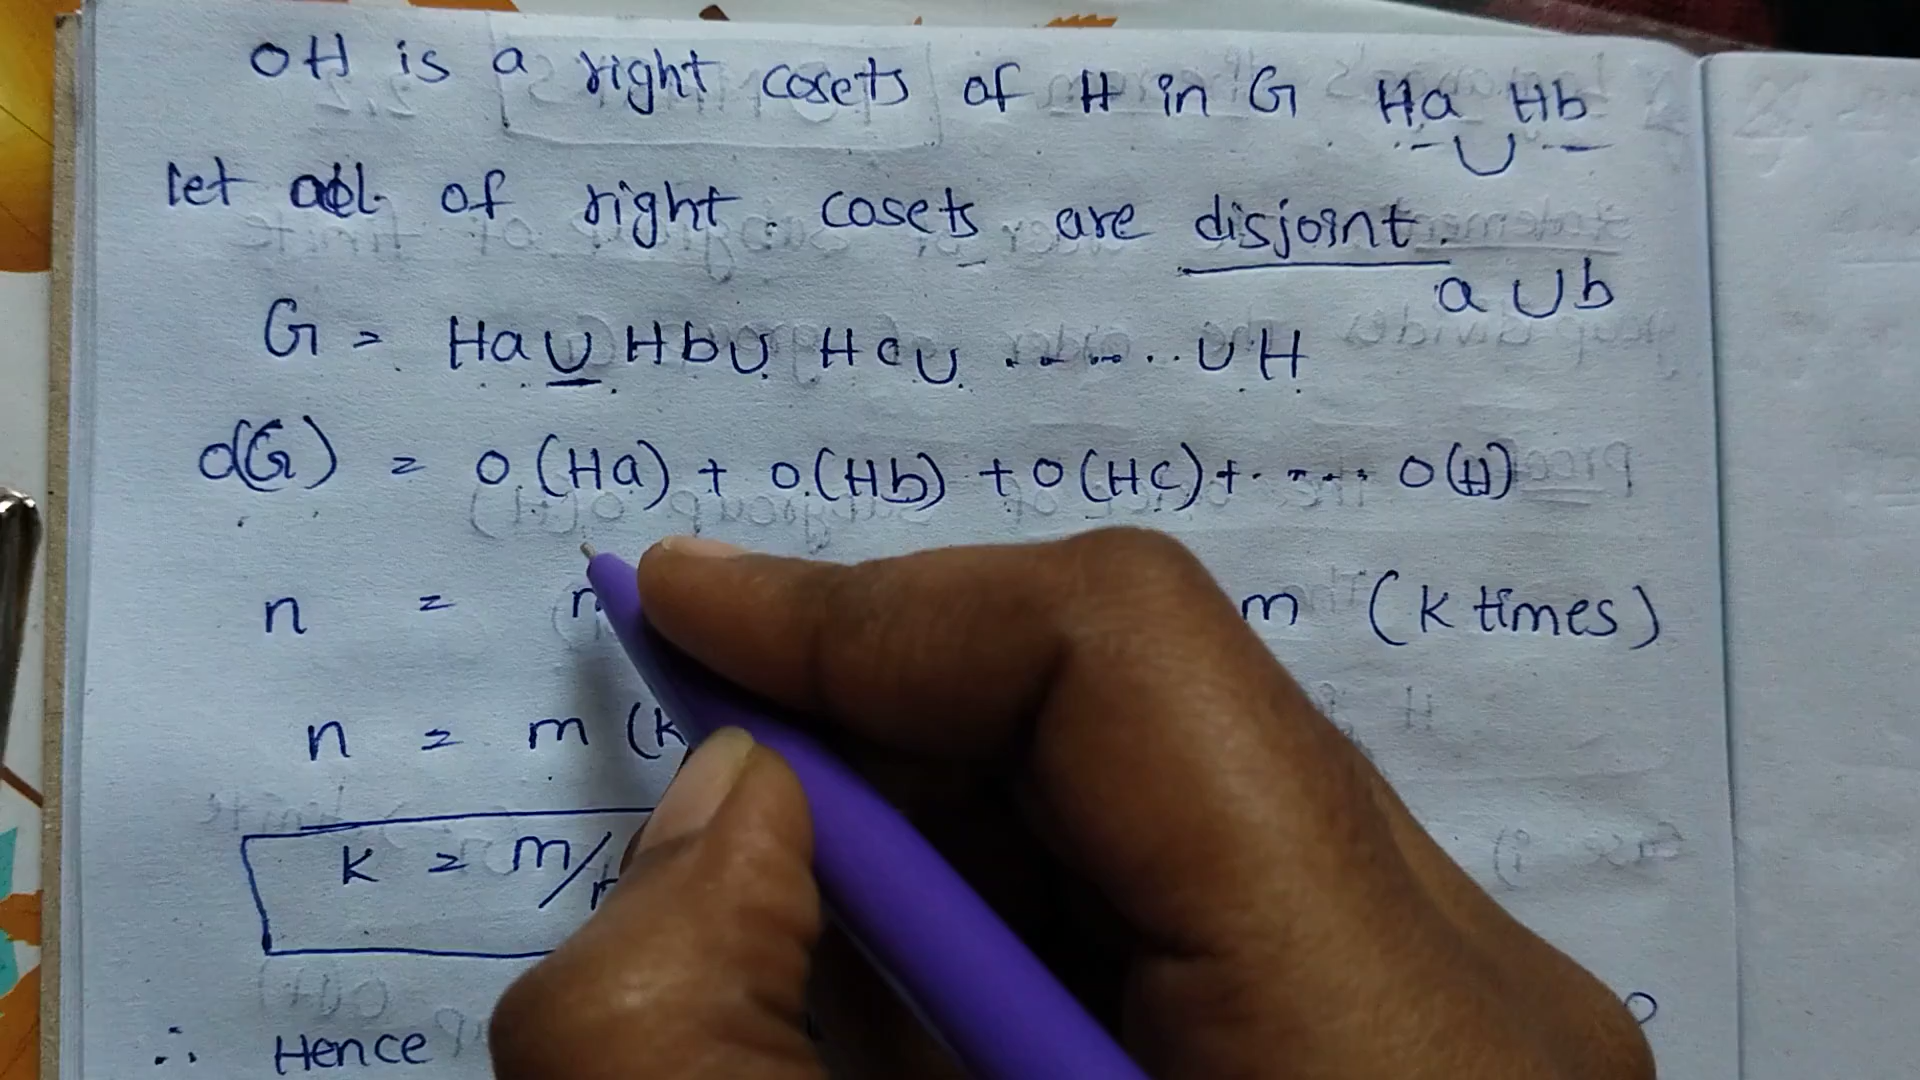 OH is a right cosets of H in G Ha Hb
U
let all of right cosets are disjoint.
a U b
G = Ha U Hb U Hc U ...... U H
O(G) = O(Ha) + O(Hb) + O(Hc) + ..... O(H)
n = m (K times)
n = m (K
K = m/
∴ Hence